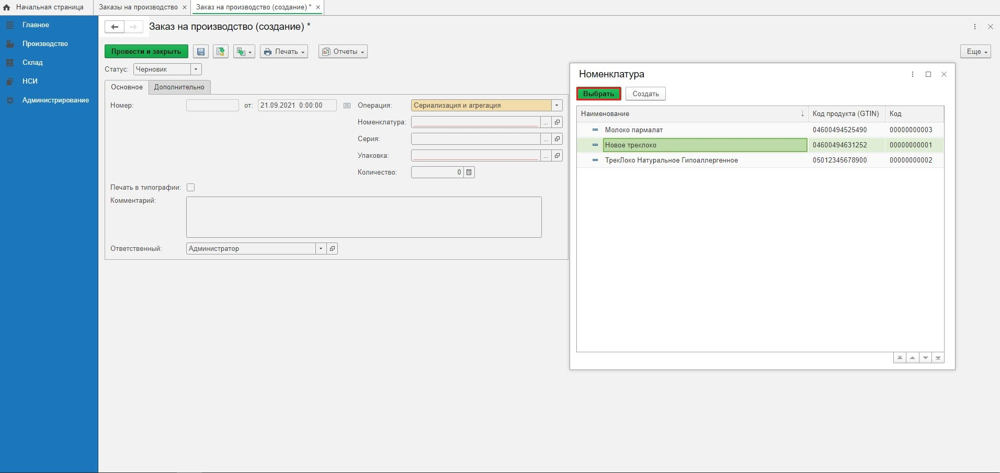 Начальная страница
Заказы на производство ×
Заказ на производство (создание) * ×
Главное
Производство
Склад
НСИ
Администрирование
Заказ на производство (создание) *
Провести и закрыть
Печать
Отчеты
Еще
Статус: Черновик
Основное
Дополнительно
Номер:
от: 21.09.2021 0:00:00
Операция: Сериализация и агрегация
Номенклатура: ...
Серия: ...
Упаковка: ...
Количество: 0
Печать в типографии:
Комментарий:
Ответственный: Администратор
Номенклатура
Выбрать
Создать
Наименование ↓ Код продукта (GTIN) Код
Молоко пармалат 04600494525490 00000000003
Новое треклоко 04600494631252 00000000001
ТрекЛоко Натуральное Гипоаллергенное 05012345678900 00000000002